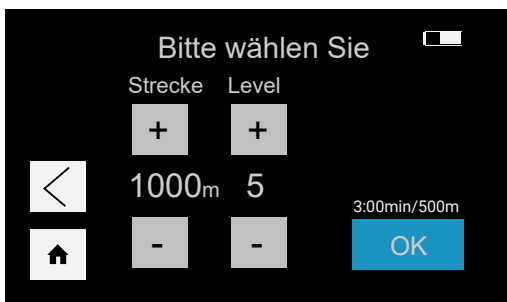 Bitte wählen Sie
Strecke Level
+ +
1000m 5
3:00min/500m
- -
OK